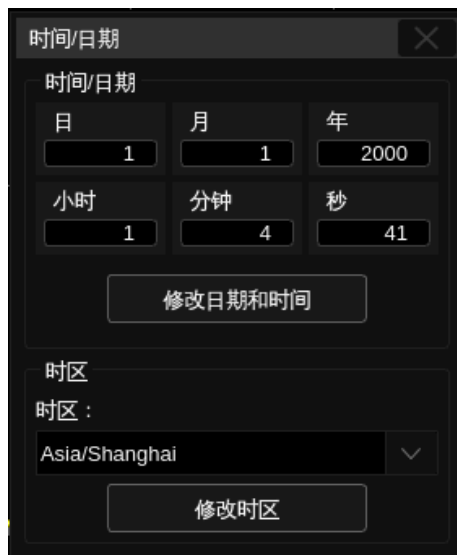 时间/日期
时间/日期
日 月 年
1 1 2000
小时 分钟 秒
1 4 41
修改日期和时间
时区
时区：
Asia/Shanghai
修改时区